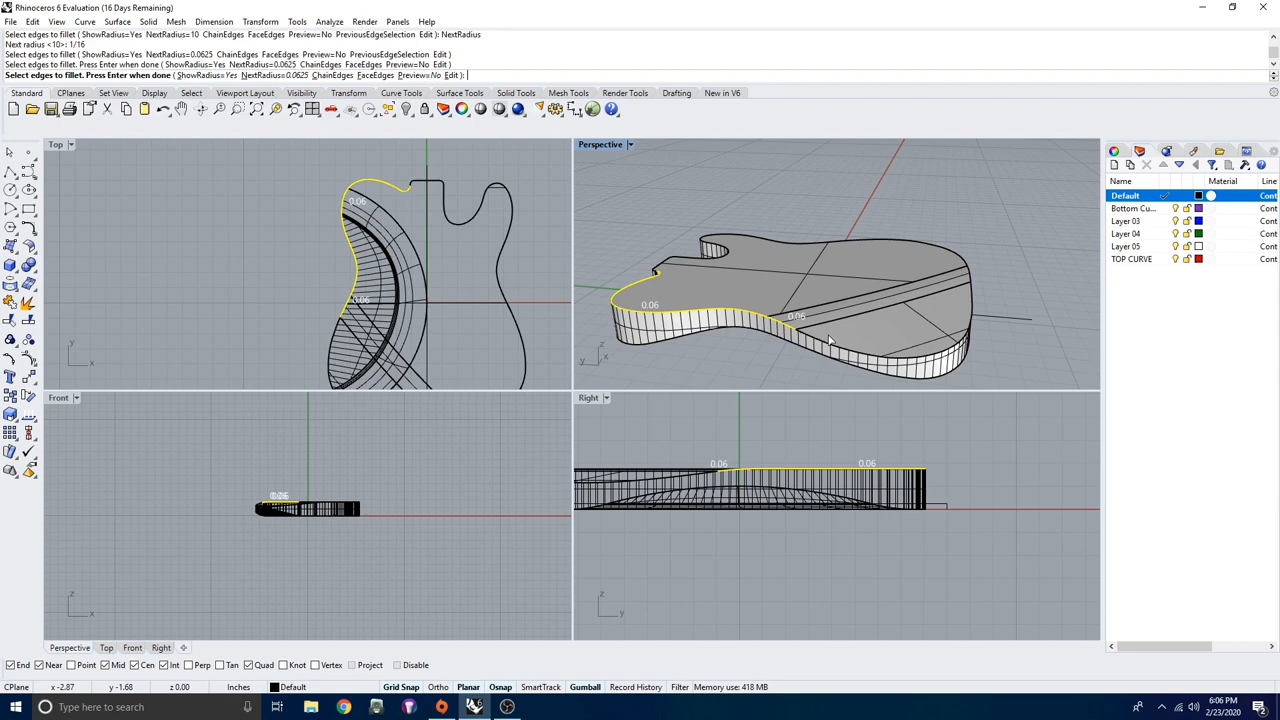 Rhinoceros 6 Evaluation (16 Days Remaining)
File Edit View Curve Surface Solid Mesh Dimension Transform Tools Analyze Render Panels Help
Select edges to fillet ( ShowRadius=Yes NextRadius=10 ChainEdges FaceEdges Preview=No PreviousEdgeSelection Edit ): NextRadius
Next radius <10>: 1/16
Select edges to fillet ( ShowRadius=Yes NextRadius=0.0625 ChainEdges FaceEdges Preview=No PreviousEdgeSelection Edit )
Select edges to fillet. Press Enter when done ( ShowRadius=Yes NextRadius=0.0625 ChainEdges FaceEdges Preview=No Edit )
Select edges to fillet. Press Enter when done ( ShowRadius=Yes NextRadius=0.0625 ChainEdges FaceEdges Preview=No Edit ):
Standard CPlanes Set View Display Select Viewport Layout Visibility Transform Curve Tools Surface Tools Solid Tools Mesh Tools Render Tools Drafting New in V6
Top
0.06
0.06
y
x
Perspective
0.06
0.06
z
y x
Name Material Line
Default Cont
Bottom Cu... Cont
Layer 03 Cont
Layer 04 Cont
Layer 05 Cont
TOP CURVE Cont
Front
z
x
Right
0.06 0.06
z
y
Perspective Top Front Right
End Near Point Mid Cen Int Perp Tan Quad Knot Vertex Project Disable
CPlane x -2.87 y -1.68 z 0.00 Inches Default Grid Snap Ortho Planar Osnap SmartTrack Gumball Record History Filter Memory use: 418 MB
Type here to search
6:06 PM
2/23/2020
2